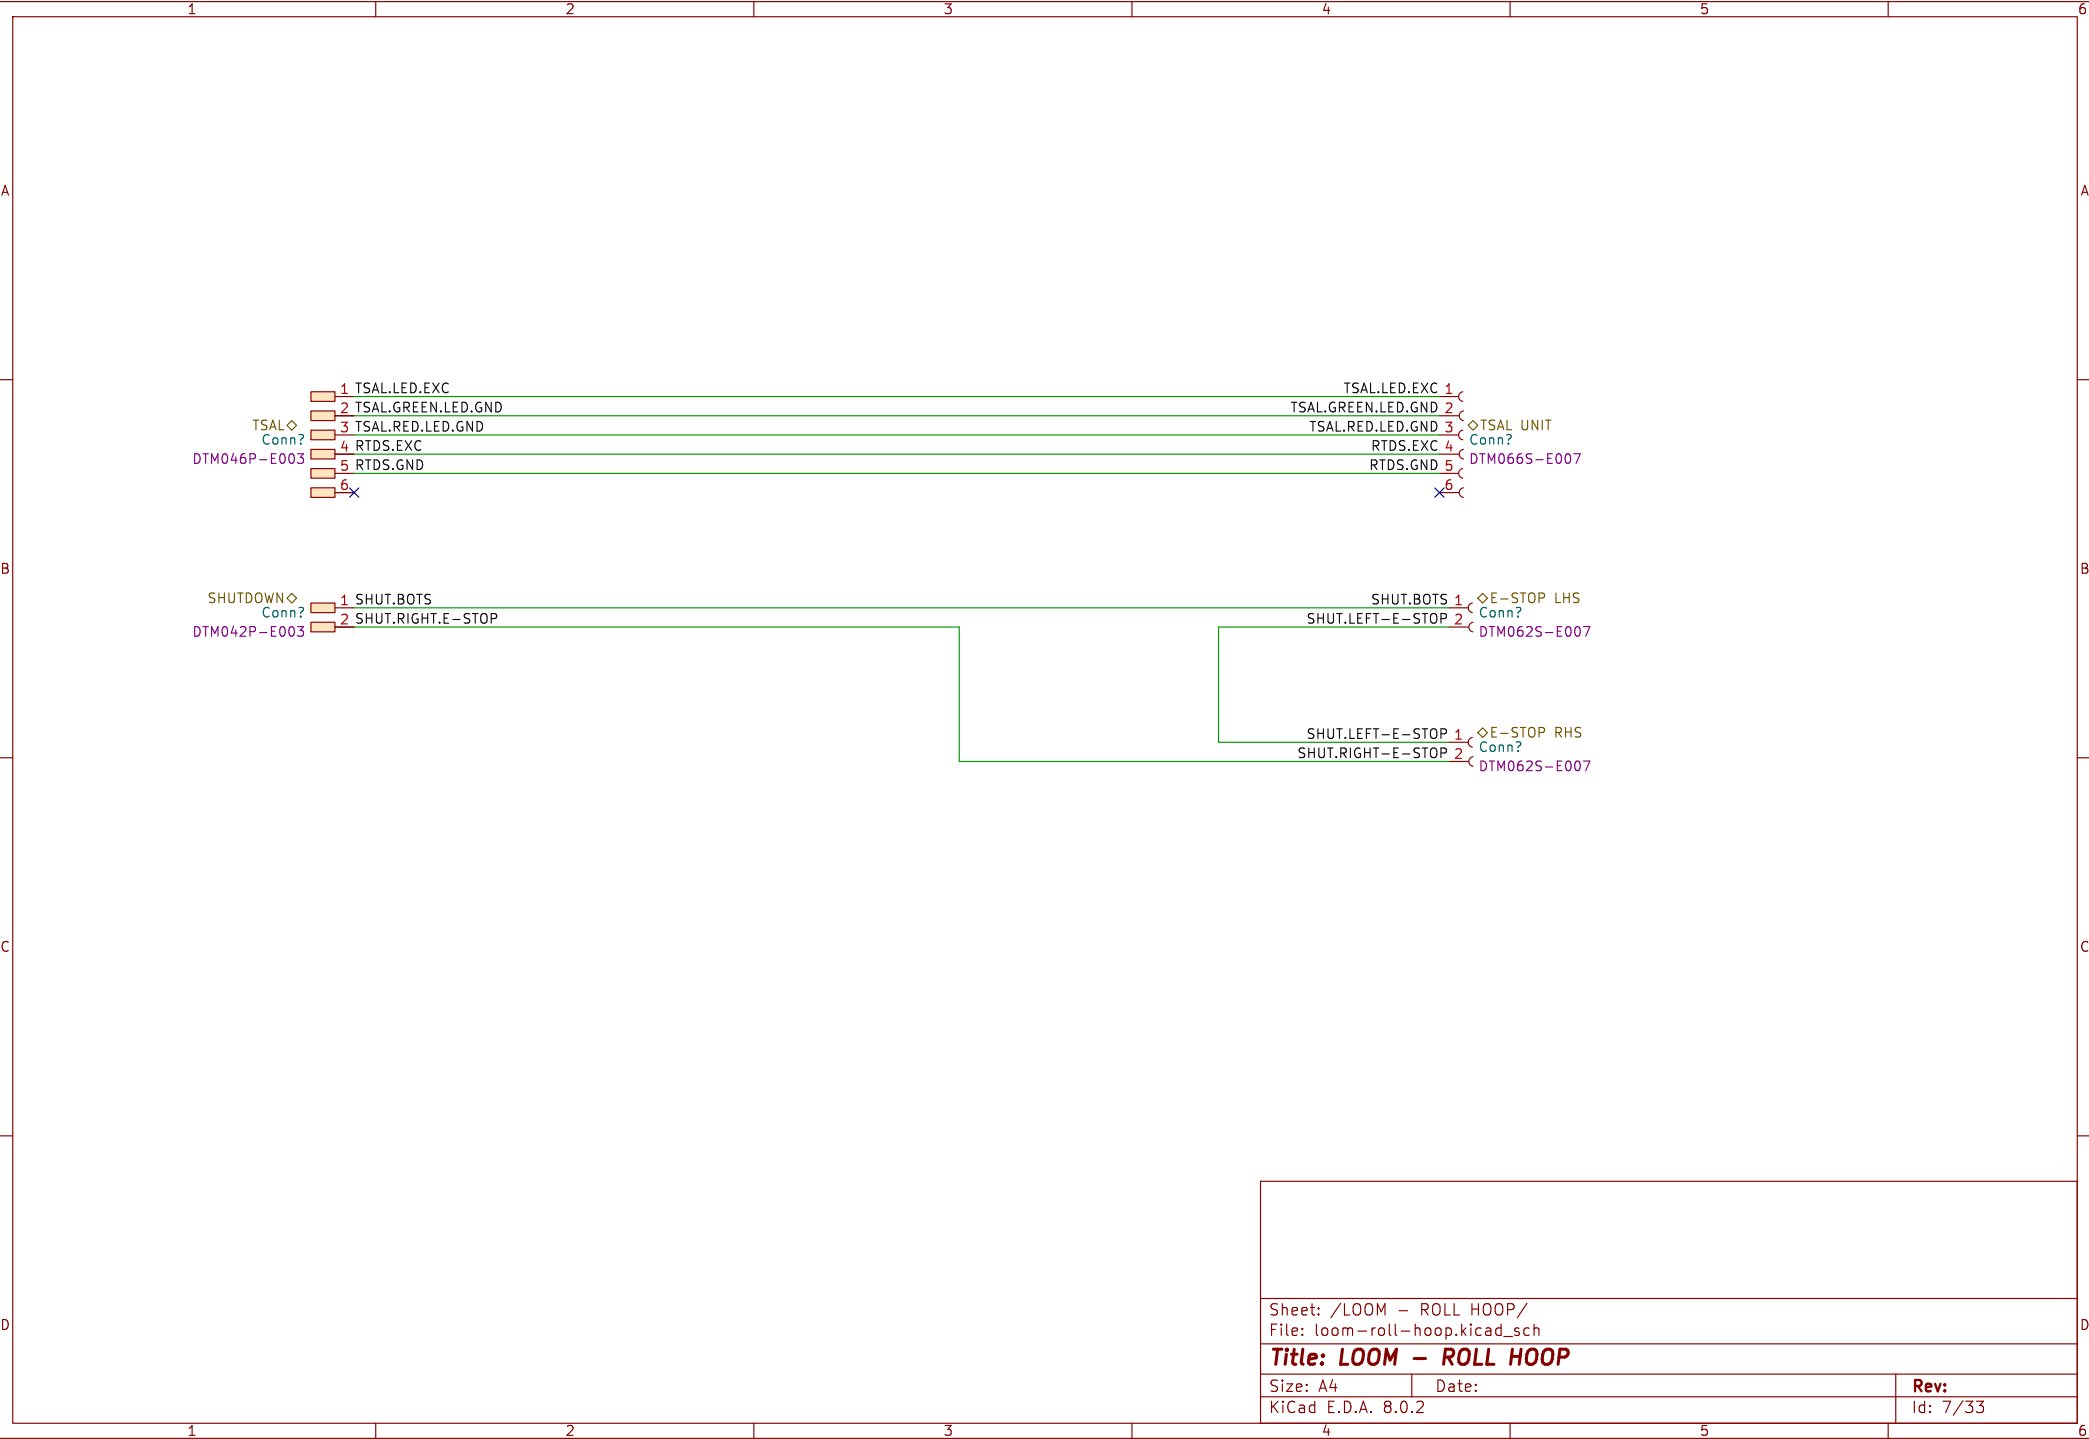 1 2 3 4 5 6
A A
1 TSAL.LED.EXC TSAL.LED.EXC 1
2 TSAL.GREEN.LED.GND TSAL.GREEN.LED.GND 2
TSAL 3 TSAL.RED.LED.GND TSAL.RED.LED.GND 3 TSAL UNIT
Conn? Conn?
4 RTDS.EXC RTDS.EXC 4
DTM046P-E003 DTM066S-E007
5 RTDS.GND RTDS.GND 5
6 6
B B
SHUTDOWN 1 SHUT.BOTS SHUT.BOTS 1 E-STOP LHS
Conn? Conn?
2 SHUT.RIGHT.E-STOP SHUT.LEFT-E-STOP 2
DTM042P-E003 DTM062S-E007
SHUT.LEFT-E-STOP 1 E-STOP RHS
Conn?
SHUT.RIGHT-E-STOP 2
DTM062S-E007
C C
Sheet: /LOOM - ROLL HOOP/
D D
File: loom-roll-hoop.kicad_sch
Title: LOOM - ROLL HOOP
Size: A4 Date: Rev:
KiCad E.D.A. 8.0.2 Id: 7/33
1 2 3 4 5 6